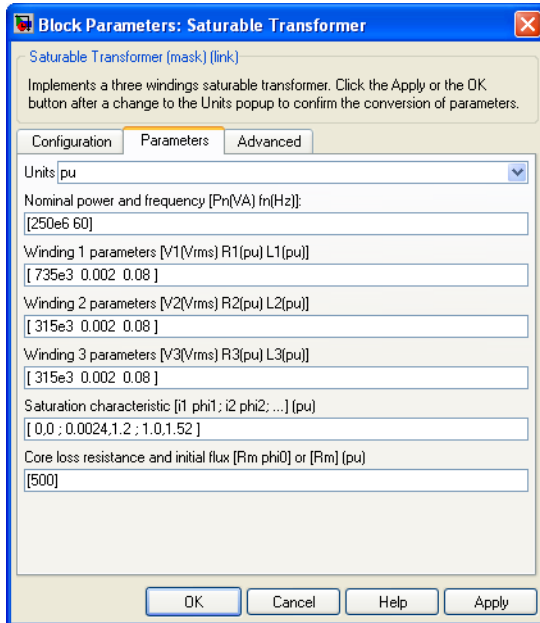 Block Parameters: Saturable Transformer
Saturable Transformer (mask) (link)
Implements a three windings saturable transformer. Click the Apply or the OK
button after a change to the Units popup to confirm the conversion of parameters.
Configuration Parameters Advanced
Units pu
Nominal power and frequency [Pn(VA) fn(Hz)]:
[250e6 60]
Winding 1 parameters [V1(Vrms) R1(pu) L1(pu)]
[ 735e3 0.002 0.08 ]
Winding 2 parameters [V2(Vrms) R2(pu) L2(pu)]
[ 315e3 0.002 0.08 ]
Winding 3 parameters [V3(Vrms) R3(pu) L3(pu)]
[ 315e3 0.002 0.08 ]
Saturation characteristic [i1 phi1 ; i2 phi2 ; ...] (pu)
[ 0,0 ; 0.0024,1.2 ; 1.0,1.52 ]
Core loss resistance and initial flux [Rm phi0] or [Rm] (pu)
[500]
OK Cancel Help Apply